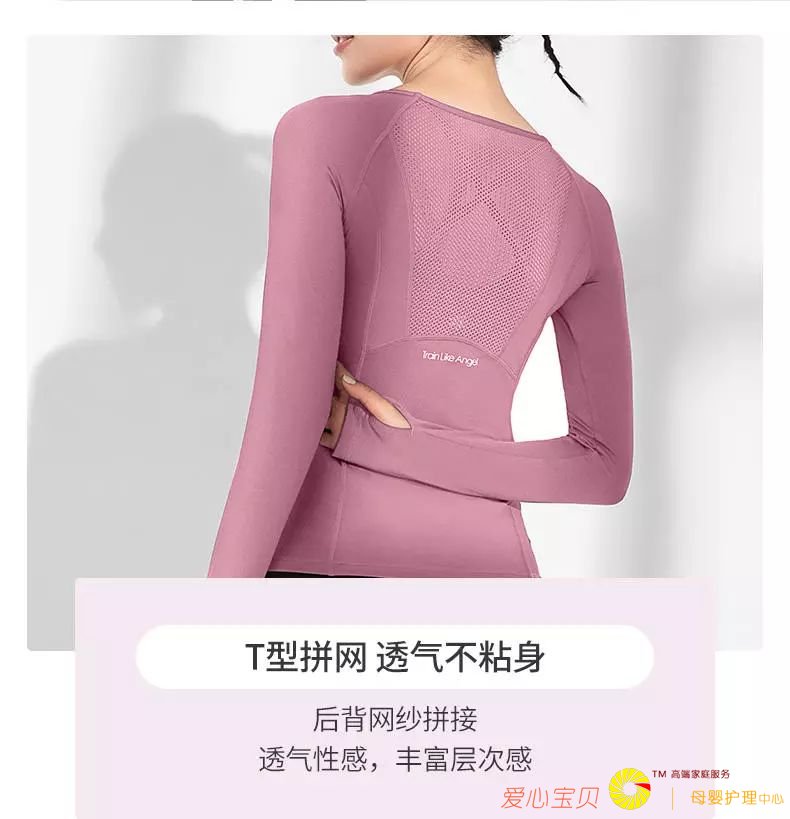 Train Like Angel
T型拼网 透气不粘身
后背网纱拼接
透气性感，丰富层次感
TM 高端家庭服务
爱心宝贝 | 母婴护理中心